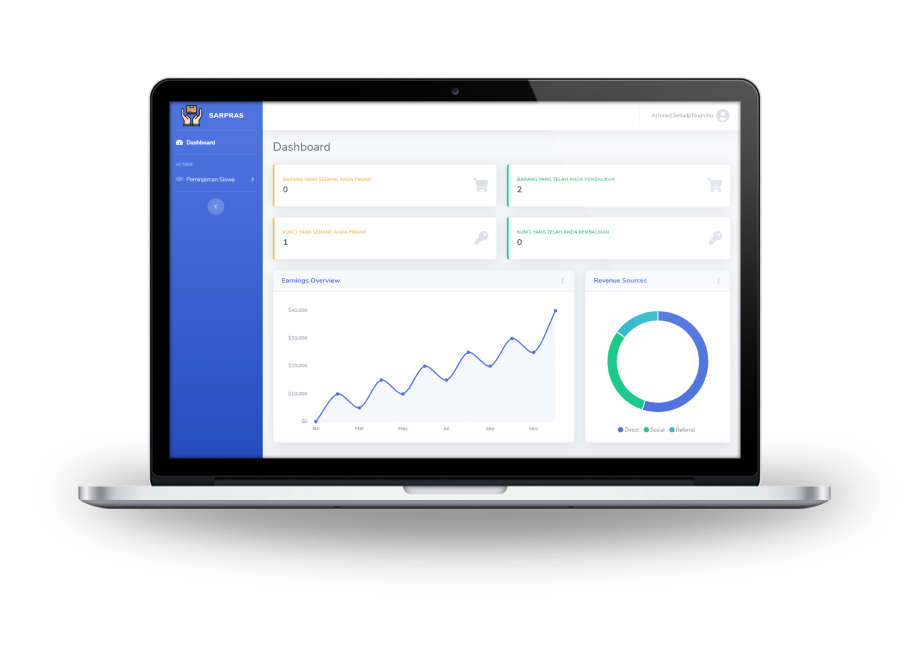 SARPRAS
Achmad Setiadji Nugroho
Dashboard
ACTION
Peminjaman Siswa
Dashboard
BARANG YANG SEDANG ANDA PINJAM
0
BARANG YANG TELAH ANDA KEMBALIKAN
2
KUNCI YANG SEDANG ANDA PINJAM
1
KUNCI YANG TELAH ANDA KEMBALIKAN
0
Earnings Overview
$40,000
$30,000
$20,000
$10,000
$0
Jan Mar May Jul Sep Nov
Revenue Sources
Direct Social Referral